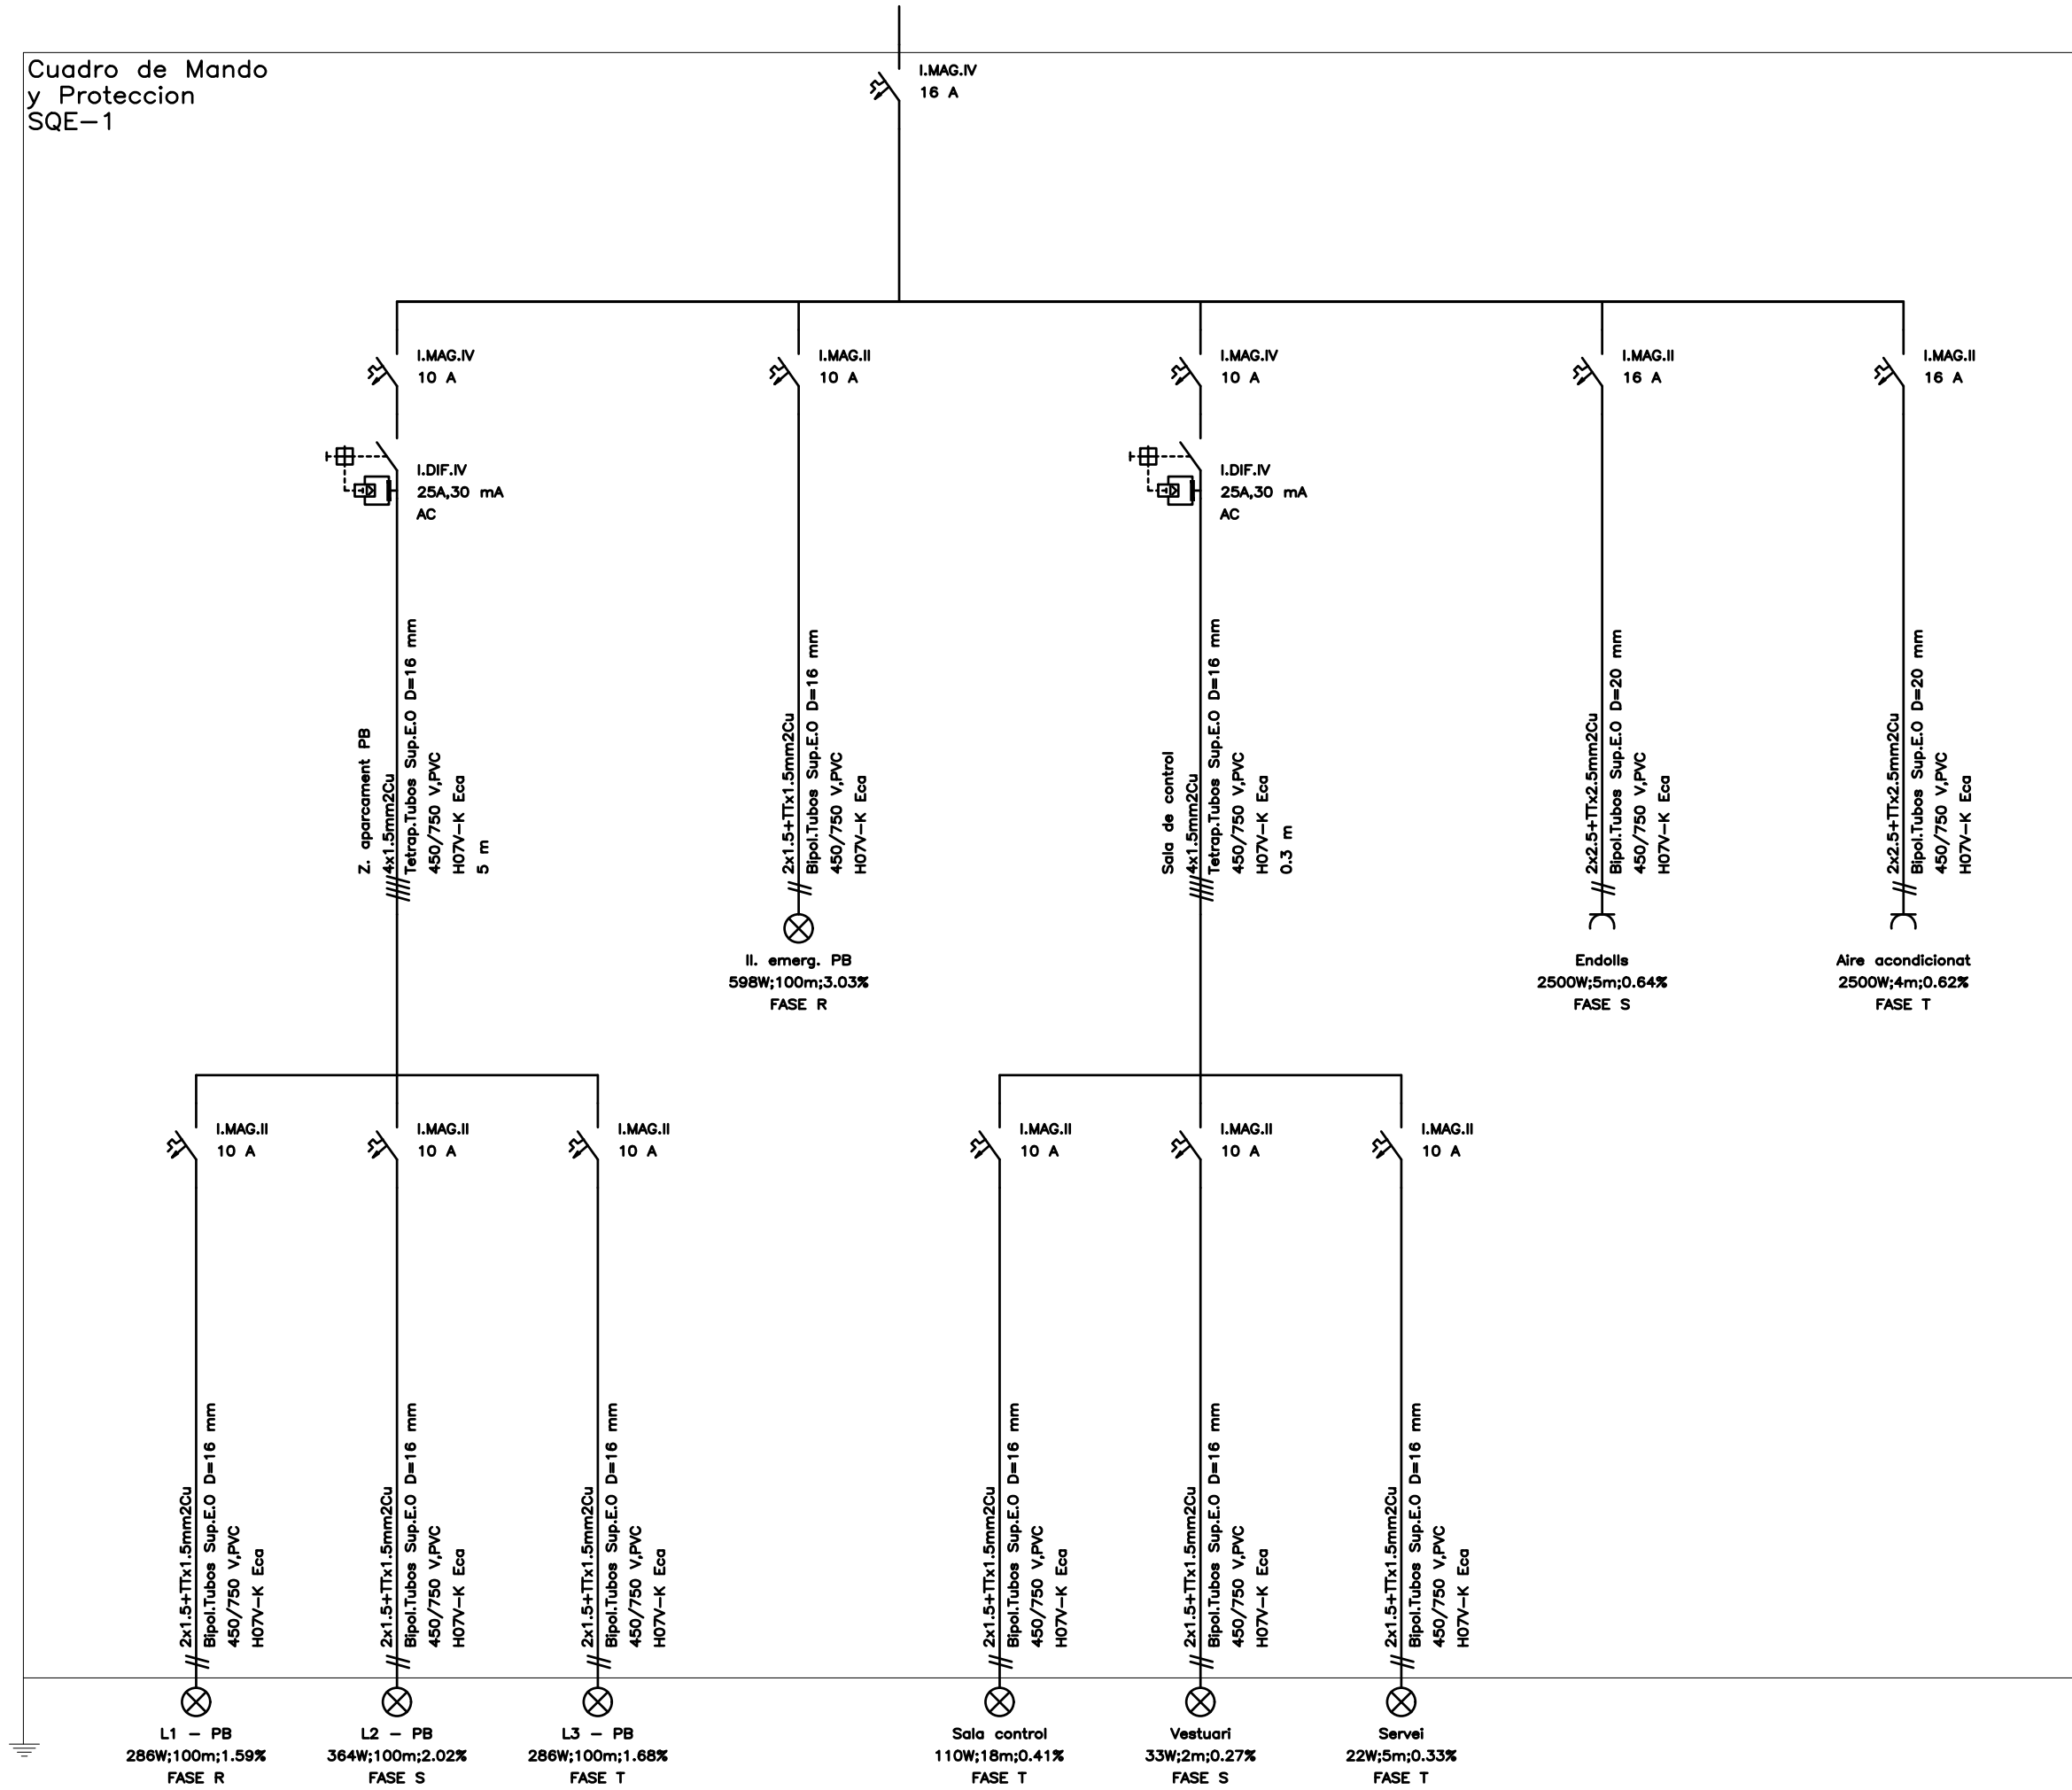 Cuadro de Mando
y Proteccion
SQE-1
I.MAG.IV
16 A
I.MAG.IV
10 A
I.DIF.IV
25A,30 mA
AC
Z. aparcament PB
4x1.5mm2Cu
Tetrap.Tubos Sup.E.O D=16 mm
450/750 V,PVC
H07V-K Eca
5 m
I.MAG.II
10 A
2x1.5+TTx1.5mm2Cu
Bipol.Tubos Sup.E.O D=16 mm
450/750 V,PVC
H07V-K Eca
Il. emerg. PB
598W;100m;3.03%
FASE R
I.MAG.IV
10 A
I.DIF.IV
25A,30 mA
AC
Sala de control
4x1.5mm2Cu
Tetrap.Tubos Sup.E.O D=16 mm
450/750 V,PVC
H07V-K Eca
0.3 m
I.MAG.II
16 A
2x2.5+TTx2.5mm2Cu
Bipol.Tubos Sup.E.O D=20 mm
450/750 V,PVC
H07V-K Eca
Endolls
2500W;5m;0.64%
FASE S
I.MAG.II
16 A
2x2.5+TTx2.5mm2Cu
Bipol.Tubos Sup.E.O D=20 mm
450/750 V,PVC
H07V-K Eca
Aire acondicionat
2500W;4m;0.62%
FASE T
I.MAG.II
10 A
2x1.5+TTx1.5mm2Cu
Bipol.Tubos Sup.E.O D=16 mm
450/750 V,PVC
H07V-K Eca
L1 - PB
286W;100m;1.59%
FASE R
I.MAG.II
10 A
2x1.5+TTx1.5mm2Cu
Bipol.Tubos Sup.E.O D=16 mm
450/750 V,PVC
H07V-K Eca
L2 - PB
364W;100m;2.02%
FASE S
I.MAG.II
10 A
2x1.5+TTx1.5mm2Cu
Bipol.Tubos Sup.E.O D=16 mm
450/750 V,PVC
H07V-K Eca
L3 - PB
286W;100m;1.68%
FASE T
I.MAG.II
10 A
2x1.5+TTx1.5mm2Cu
Bipol.Tubos Sup.E.O D=16 mm
450/750 V,PVC
H07V-K Eca
Sala control
110W;18m;0.41%
FASE T
I.MAG.II
10 A
2x1.5+TTx1.5mm2Cu
Bipol.Tubos Sup.E.O D=16 mm
450/750 V,PVC
H07V-K Eca
Vestuari
33W;2m;0.27%
FASE S
I.MAG.II
10 A
2x1.5+TTx1.5mm2Cu
Bipol.Tubos Sup.E.O D=16 mm
450/750 V,PVC
H07V-K Eca
Servei
22W;5m;0.33%
FASE T